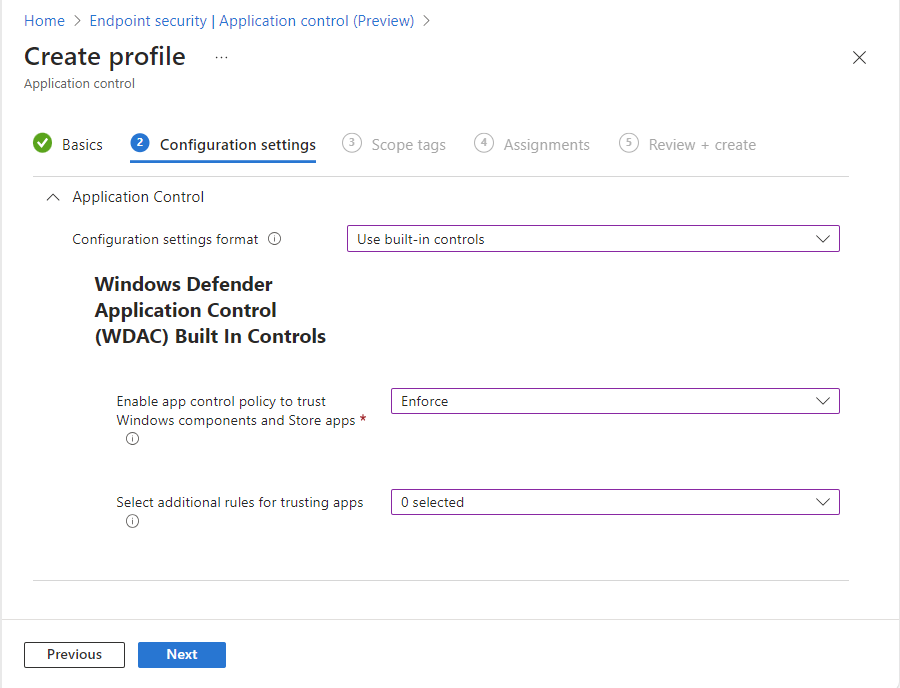 Home > Endpoint security | Application control (Preview) >
Create profile ...
Application control
Basics 2 Configuration settings 3 Scope tags 4 Assignments 5 Review + create
Application Control
Configuration settings format Use built-in controls
Windows Defender
Application Control
(WDAC) Built In Controls
Enable app control policy to trust
Windows components and Store apps * Enforce
Select additional rules for trusting apps 0 selected
Previous Next